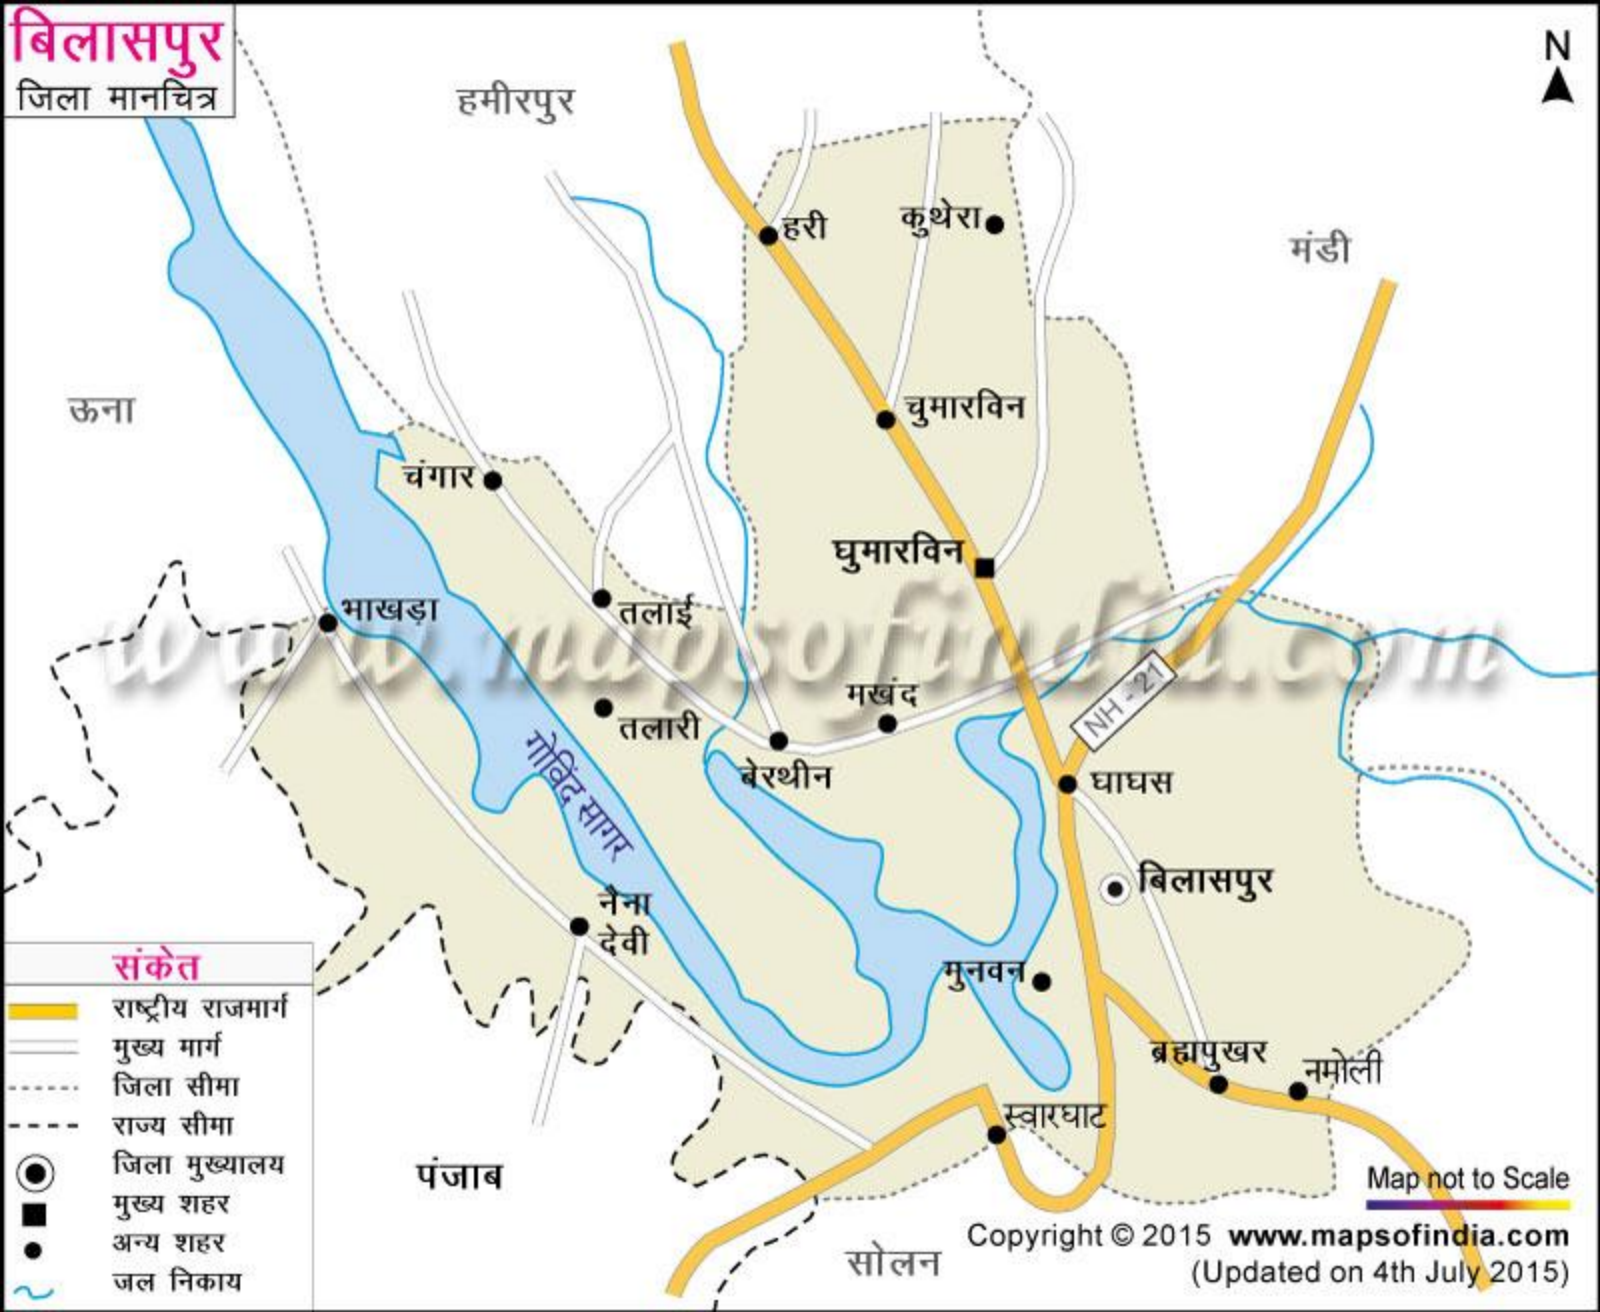 बिलासपुर
जिला मानचित्र
N
हमीरपुर
हरी
कुथेरा
मंडी
ऊना
चुमारविन
चंगार
घुमारविन
भाखड़ा
तलाई
www.mapsofindia.com
मखंद
NH - 21
तलारी
बेरथीन
घाघस
गोविंद सागर
बिलासपुर
नैना
देवी
मुनवन
ब्रह्मपुखर
नमोली
स्वारघाट
पंजाब
सोलन
संकेत
राष्ट्रीय राजमार्ग
मुख्य मार्ग
जिला सीमा
राज्य सीमा
जिला मुख्यालय
मुख्य शहर
अन्य शहर
जल निकाय
Map not to Scale
Copyright © 2015 www.mapsofindia.com
(Updated on 4th July 2015)